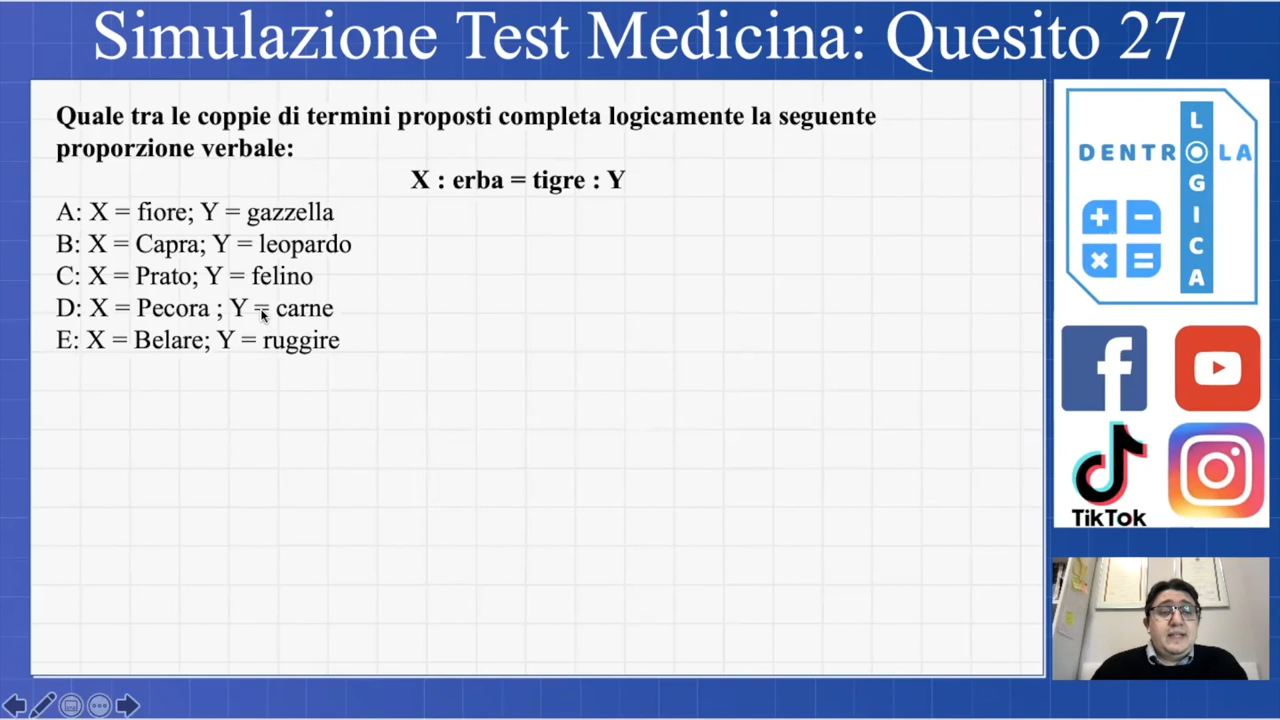 Simulazione Test Medicina: Quesito 27
Quale tra le coppie di termini proposti completa logicamente la seguente
proporzione verbale:
X : erba = tigre : Y
A: X = fiore; Y = gazzella
B: X = Capra; Y = leopardo
C: X = Prato; Y = felino
D: X = Pecora ; Y = carne
E: X = Belare; Y = ruggire
DENTRO LA
LOGICA
TikTok